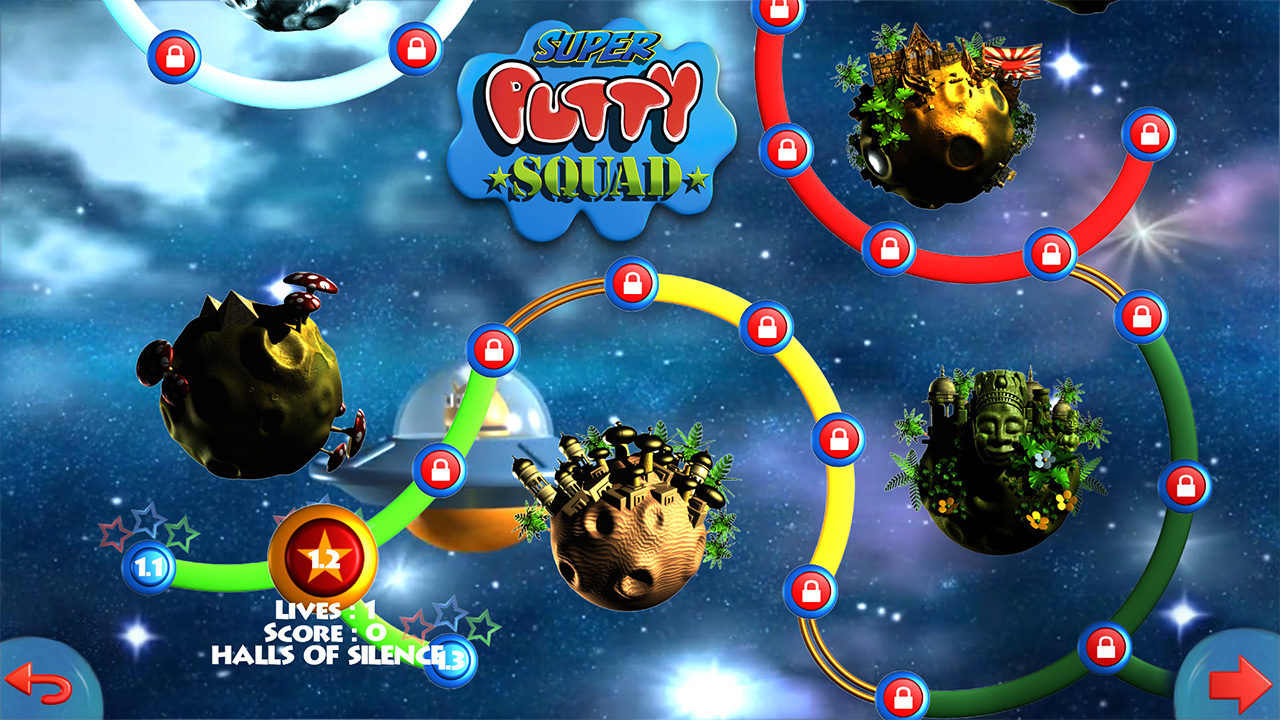 SUPER
PUTTY
SQUAD
1.1
1.2
LIVES : 1
SCORE : 0
HALLS OF SILENCE
1.3